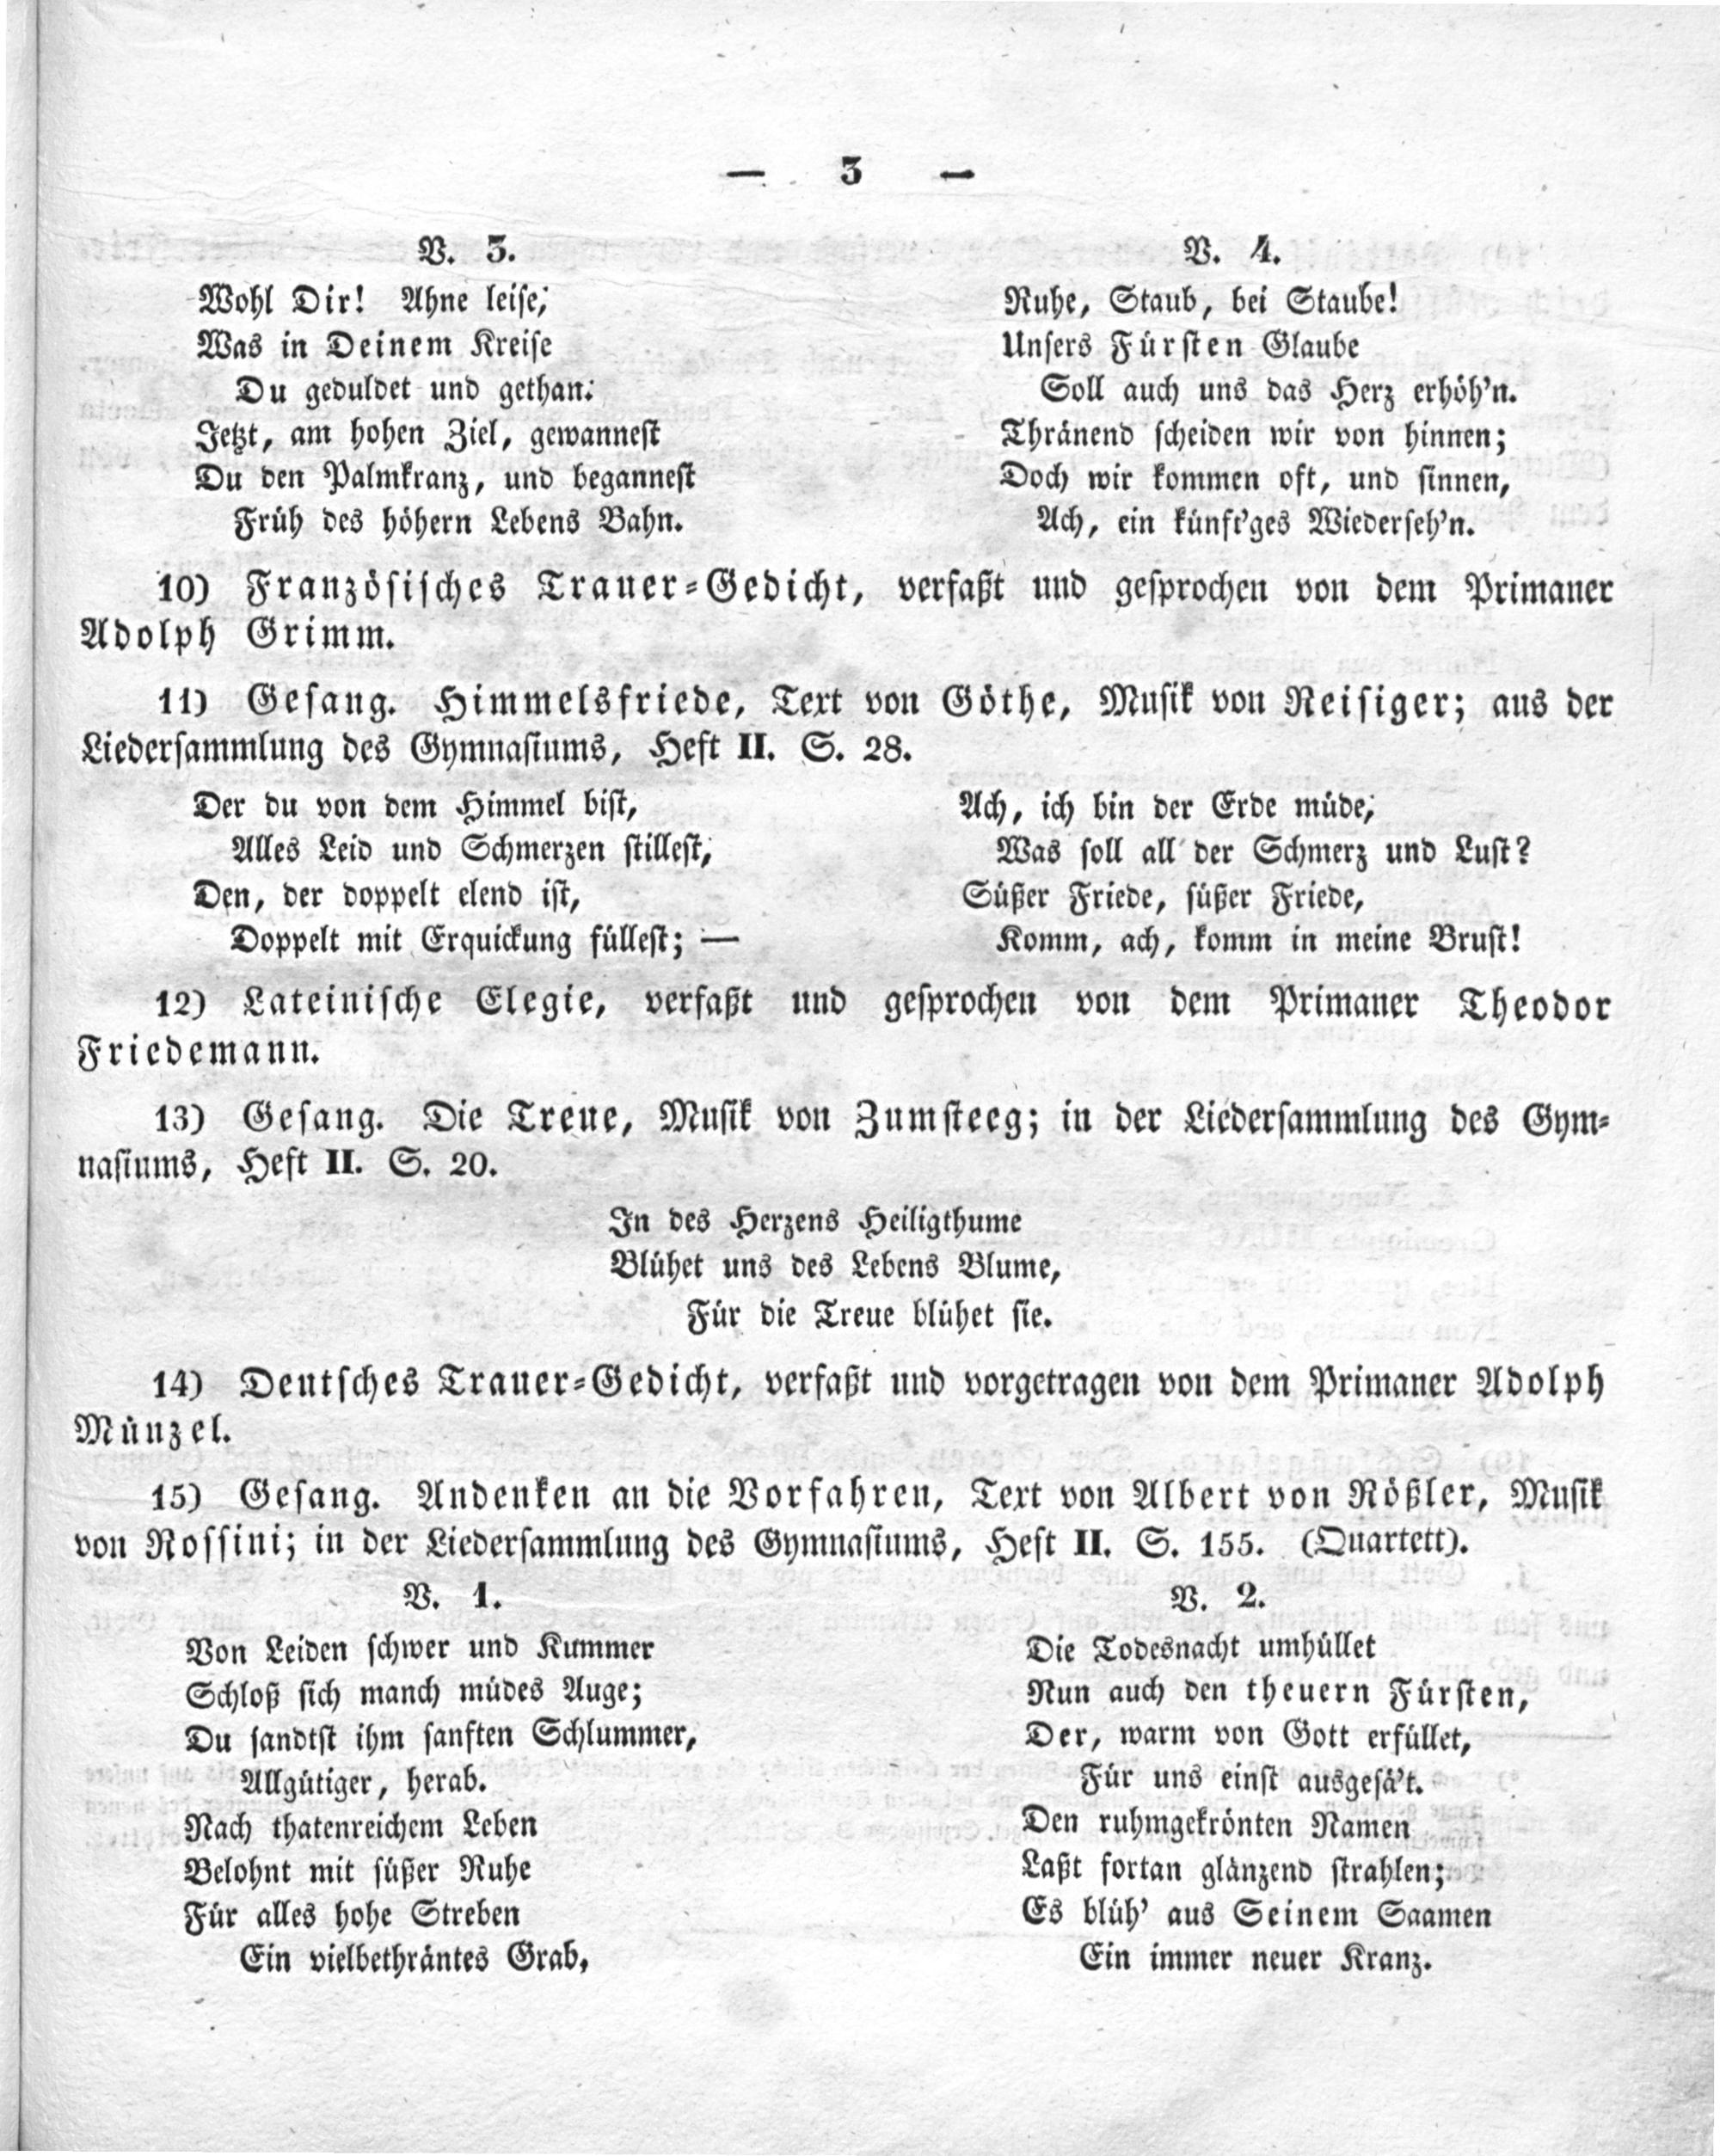 — 3 —
V. 3.
Wohl Dir! Ahne leise,
Was in Deinem Kreise
Du geduldet und gethan.
Jetzt, am hohen Ziel, gewannest
Du den Palmkranz, und begannest
Früh des höhern Lebens Bahn.
V. 4.
Ruhe, Staub, bei Staube!
Unsers Fürsten Glaube
Soll auch uns das Herz erhöh'n.
Thränend scheiden wir von hinnen;
Doch wir kommen oft, und sinnen,
Ach, ein künft'ges Wiederseh'n.
10) Französisches Trauer-Gedicht, verfaßt und gesprochen von dem Primaner
Adolph Grimm.
11) Gesang. Himmelsfriede, Text von Göthe, Musik von Reisiger; aus der
Liedersammlung des Gymnasiums, Heft II. S. 28.
Der du von dem Himmel bist,
Alles Leid und Schmerzen stillest,
Den, der doppelt elend ist,
Doppelt mit Erquickung füllest; —
Ach, ich bin der Erde müde,
Was soll all der Schmerz und Lust?
Süßer Friede, süßer Friede,
Komm, ach, komm in meine Brust!
12) Lateinische Elegie, verfaßt und gesprochen von dem Primaner Theodor
Friedemann.
13) Gesang. Die Treue, Musik von Zumsteeg; in der Liedersammlung des Gym-
nasiums, Heft II. S. 20.
In des Herzens Heiligthume
Blühet uns des Lebens Blume,
Für die Treue blühet sie.
14) Deutsches Trauer-Gedicht, verfaßt und vorgetragen von dem Primaner Adolph
Münzel.
15) Gesang. Andenken an die Vorfahren, Text von Albert von Rößler, Musik
von Rossini; in der Liedersammlung des Gymnasiums, Heft II. S. 155. (Quartett).
V. 1.
Von Leiden schwer und Kummer
Schloß sich manch müdes Auge;
Du sandtst ihm sanften Schlummer,
Allgütiger, herab.
Nach thatenreichem Leben
Belohnt mit süßer Ruhe
Für alles hohe Streben
Ein vielbethräntes Grab,
V. 2.
Die Todesnacht umhüllet
Nun auch den theuern Fürsten,
Der, warm von Gott erfüllet,
Für uns einst ausgesä't.
Den ruhmgekrönten Namen
Laßt fortan glänzend strahlen;
Es blüh' aus Seinem Saamen
Ein immer neuer Kranz.